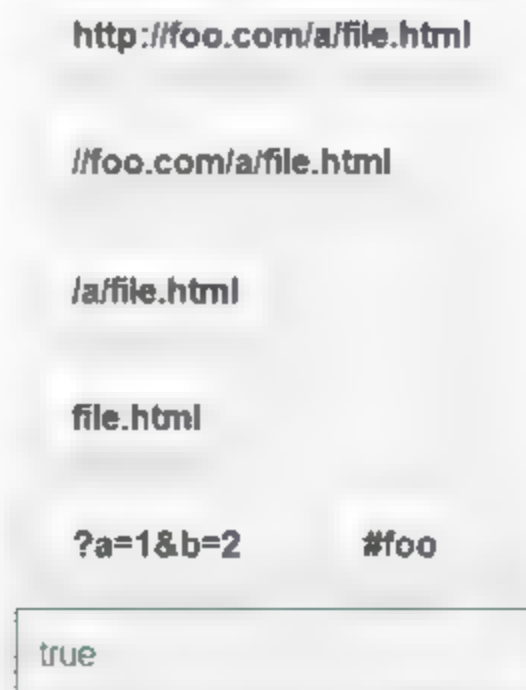 http://foo.com/a/file.html
//foo.com/a/file.html
/a/file.html
file.html
?a=1&b=2 #foo
true